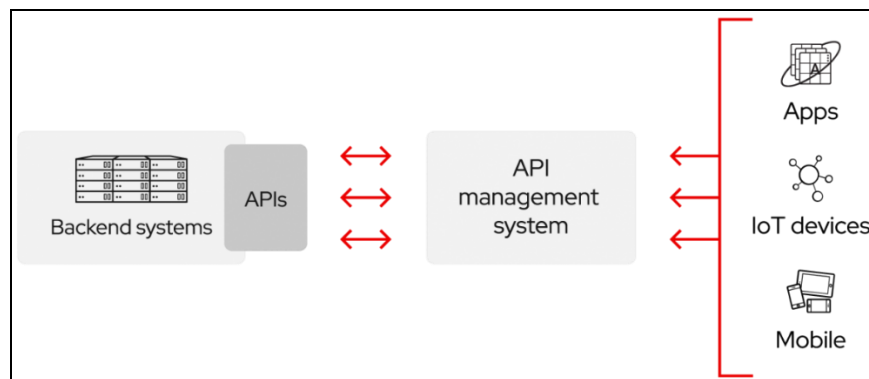 Backend systems
APIs
API
management
system
A
Apps
IoT devices
Mobile